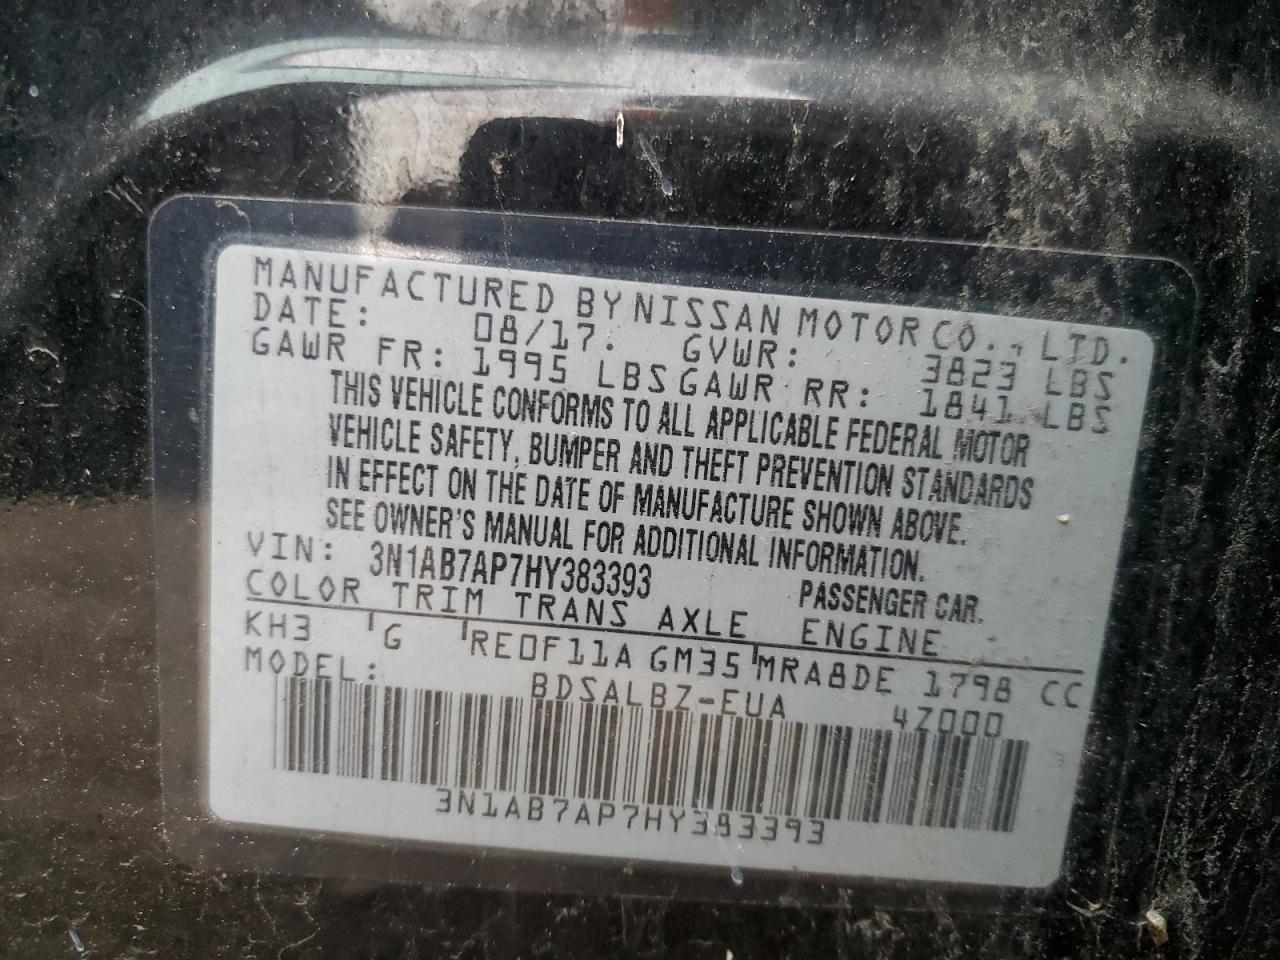 MANUFACTURED BY NISSAN MOTOR CO., LTD.
DATE: 08/17. GVWR: 3823 LBS
GAWR FR: 1995 LBS GAWR RR: 1841 LBS
THIS VEHICLE CONFORMS TO ALL APPLICABLE FEDERAL MOTOR
VEHICLE SAFETY, BUMPER AND THEFT PREVENTION STANDARDS
IN EFFECT ON THE DATE OF MANUFACTURE SHOWN ABOVE.
SEE OWNER'S MANUAL FOR ADDITIONAL INFORMATION.
VIN: 3N1AB7AP7HY383393 PASSENGER CAR.
COLOR TRIM TRANS AXLE ENGINE
KH3 G RE0F11A GM35 MRA8DE 1798 CC
MODEL: BDSALBZ-EUA 4Z000
3N1AB7AP7HY383393